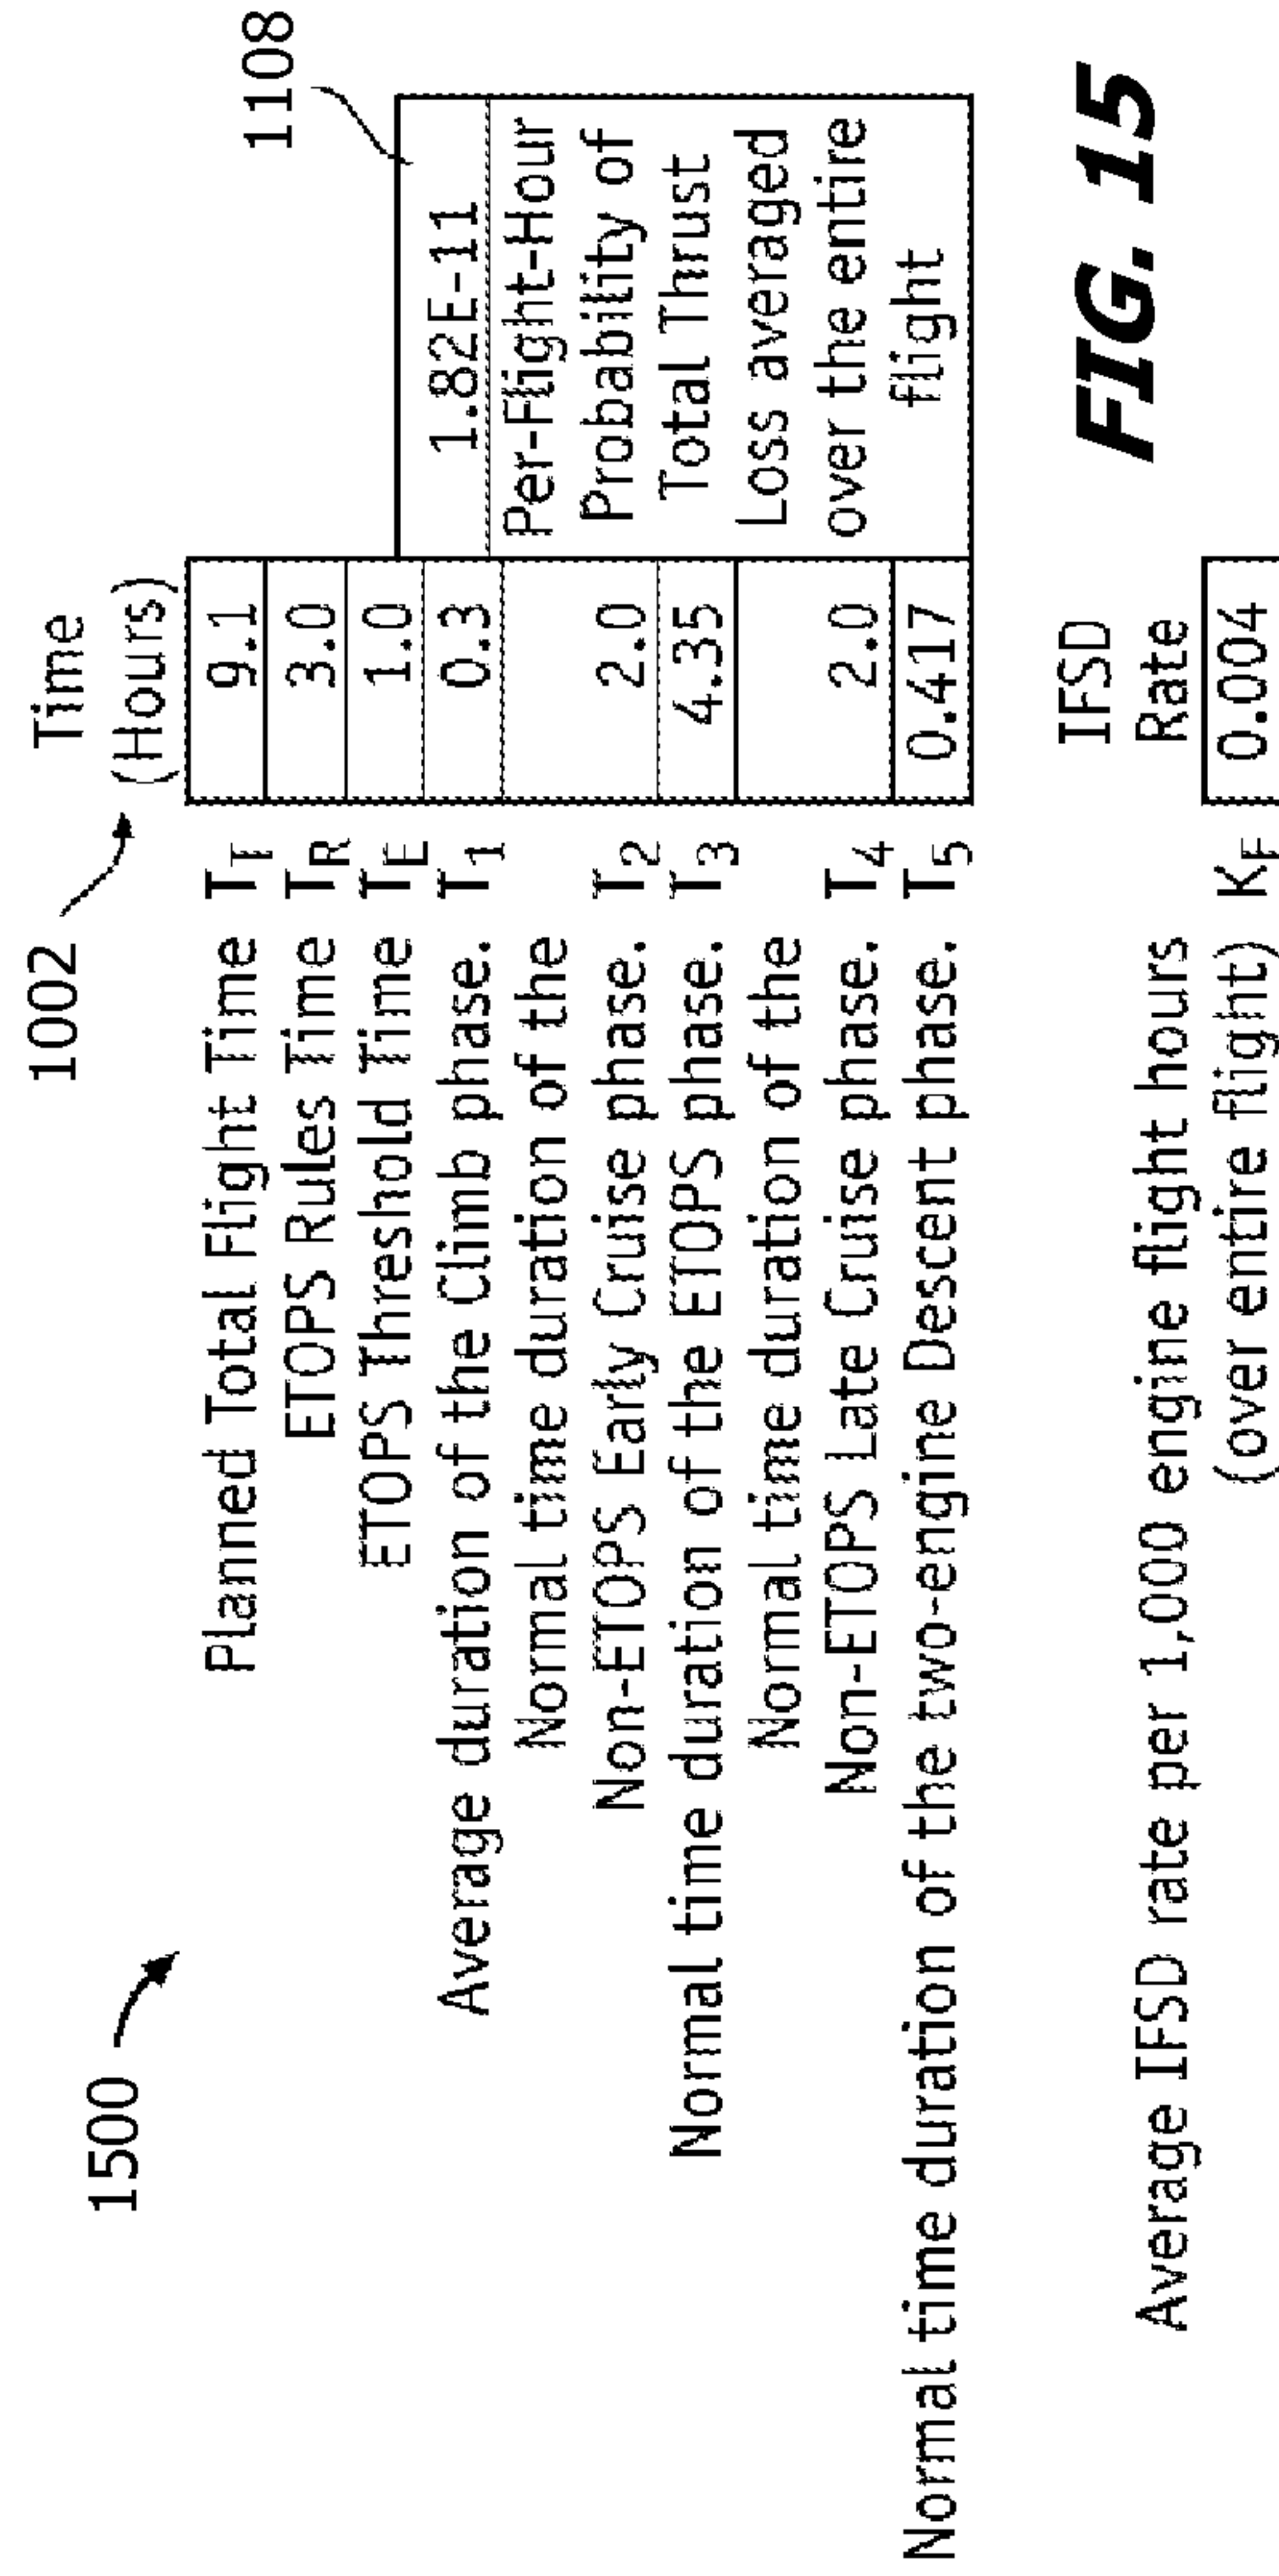 1500
1002
Time
(Hours)
1108
Planned Total Flight Time T_T 9.1
ETOPS Rules Time T_R 3.0
ETOPS Threshold Time T_E 1.0
Average duration of the Climb phase. T_1 0.3
Normal time duration of the
Non-ETOPS Early Cruise phase. T_2 2.0
Normal time duration of the ETOPS phase. T_3 4.35
Normal time duration of the
Non-ETOPS Late Cruise phase. T_4 2.0
Normal time duration of the two-engine Descent phase. T_5 0.417
1.82E-11
Per-Flight-Hour
Probability of
Total Thrust
Loss averaged
over the entire
flight
IFSD
Rate
Average IFSD rate per 1,000 engine flight hours
(over entire flight) K_F 0.004
FIG. 15